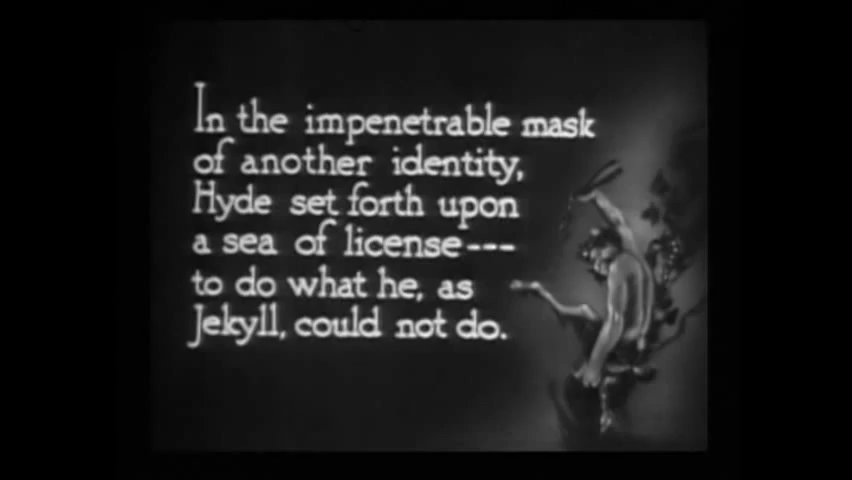 In the impenetrable mask
of another identity,
Hyde set forth upon
a sea of license---
to do what he, as
Jekyll, could not do.